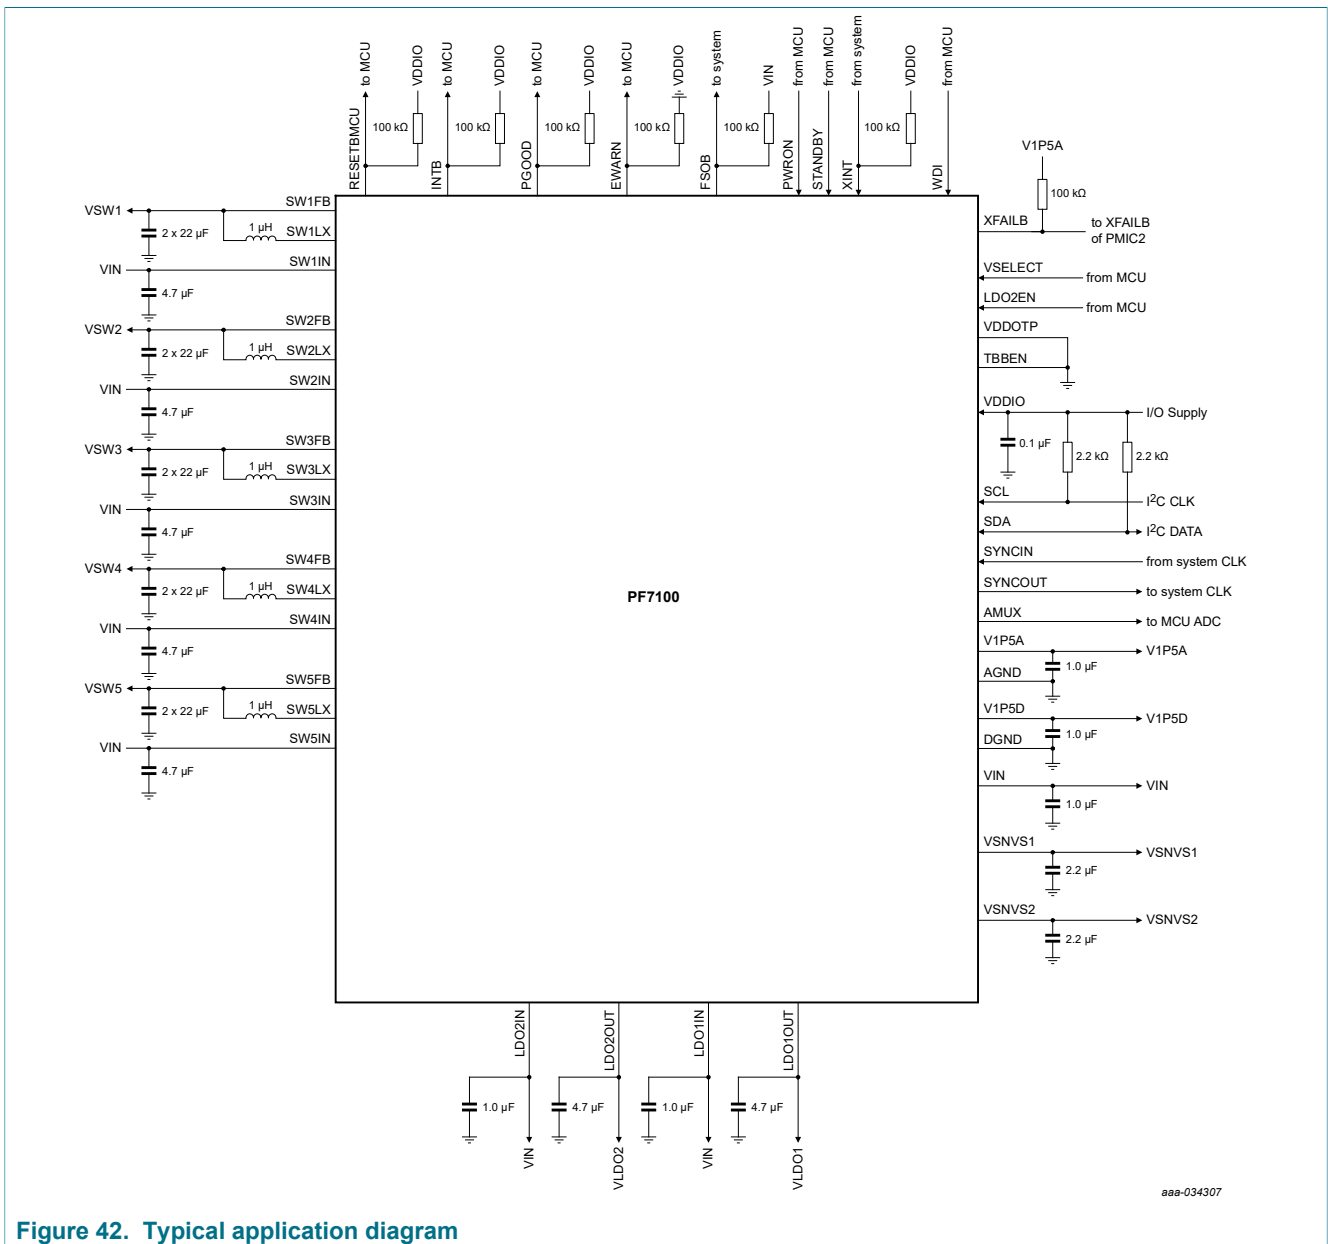 to MCU
VDDIO
to MCU
VDDIO
to MCU
VDDIO
to MCU
VDDIO
to system
VIN
from MCU
from MCU
from system
VDDIO
from MCU
100 kΩ
100 kΩ
100 kΩ
100 kΩ
100 kΩ
100 kΩ
RESETBMCU
INTB
PGOOD
EWARN
FSOB
PWRON
STANDBY
XINT
WDI
V1P5A
100 kΩ
XFAILB
to XFAILB
of PMIC2
VSELECT
from MCU
LDO2EN
from MCU
VDDOTP
TBBEN
VDDIO
I/O Supply
0.1 µF
2.2 kΩ
2.2 kΩ
SCL
I2C CLK
SDA
I2C DATA
SYNCIN
from system CLK
SYNCOUT
to system CLK
AMUX
to MCU ADC
V1P5A
V1P5A
1.0 µF
AGND
V1P5D
V1P5D
1.0 µF
DGND
VIN
VIN
1.0 µF
VSNVS1
VSNVS1
2.2 µF
VSNVS2
VSNVS2
2.2 µF
VSW1
SW1FB
2 x 22 µF
1 µH
SW1LX
VIN
SW1IN
4.7 µF
VSW2
SW2FB
2 x 22 µF
1 µH
SW2LX
VIN
SW2IN
4.7 µF
VSW3
SW3FB
2 x 22 µF
1 µH
SW3LX
VIN
SW3IN
4.7 µF
VSW4
SW4FB
2 x 22 µF
1 µH
SW4LX
VIN
SW4IN
4.7 µF
VSW5
SW5FB
2 x 22 µF
1 µH
SW5LX
VIN
SW5IN
4.7 µF
PF7100
LDO2IN
LDO2OUT
LDO1IN
LDO1OUT
1.0 µF
4.7 µF
1.0 µF
4.7 µF
VIN
VLDO2
VIN
VLDO1
aaa-034307
Figure 42. Typical application diagram